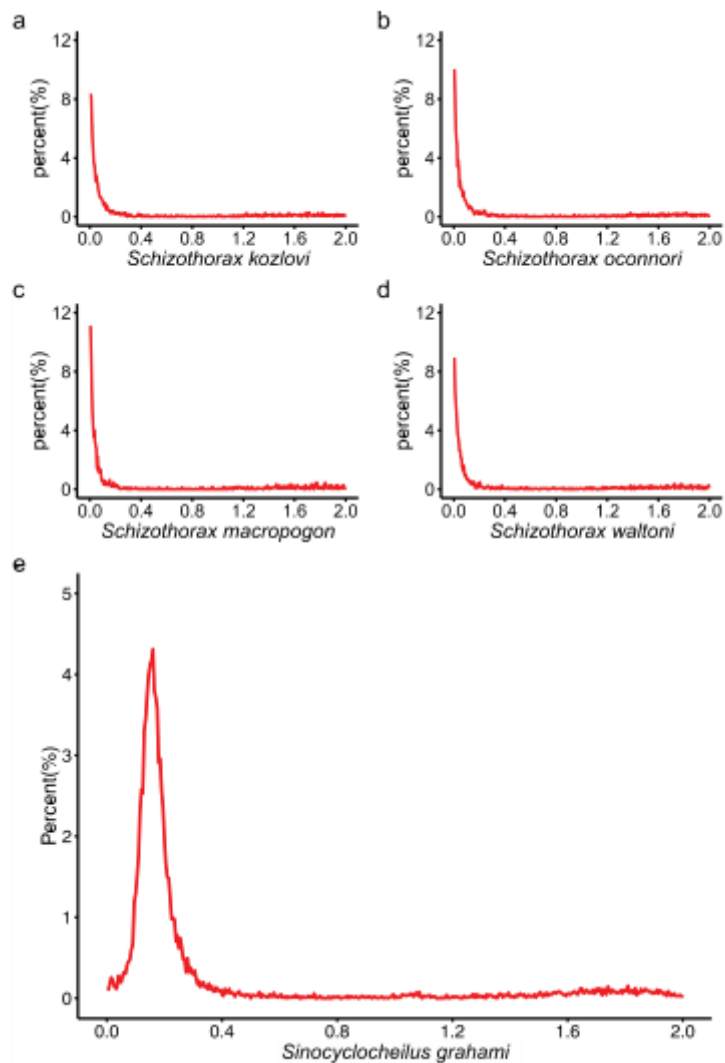 a
12
8
4
0
percent(%)
0.0 0.4 0.8 1.2 1.6 2.0
Schizothorax kozlovi
b
12
8
4
0
percent(%)
0.0 0.4 0.8 1.2 1.6 2.0
Schizothorax oconnori
c
12
8
4
0
percent(%)
0.0 0.4 0.8 1.2 1.6 2.0
Schizothorax macropogon
d
12
8
4
0
percent(%)
0.0 0.4 0.8 1.2 1.6 2.0
Schizothorax waltoni
e
5
4
3
2
1
0
Percent(%)
0.0 0.4 0.8 1.2 1.6 2.0
Sinocyclocheilus grahami